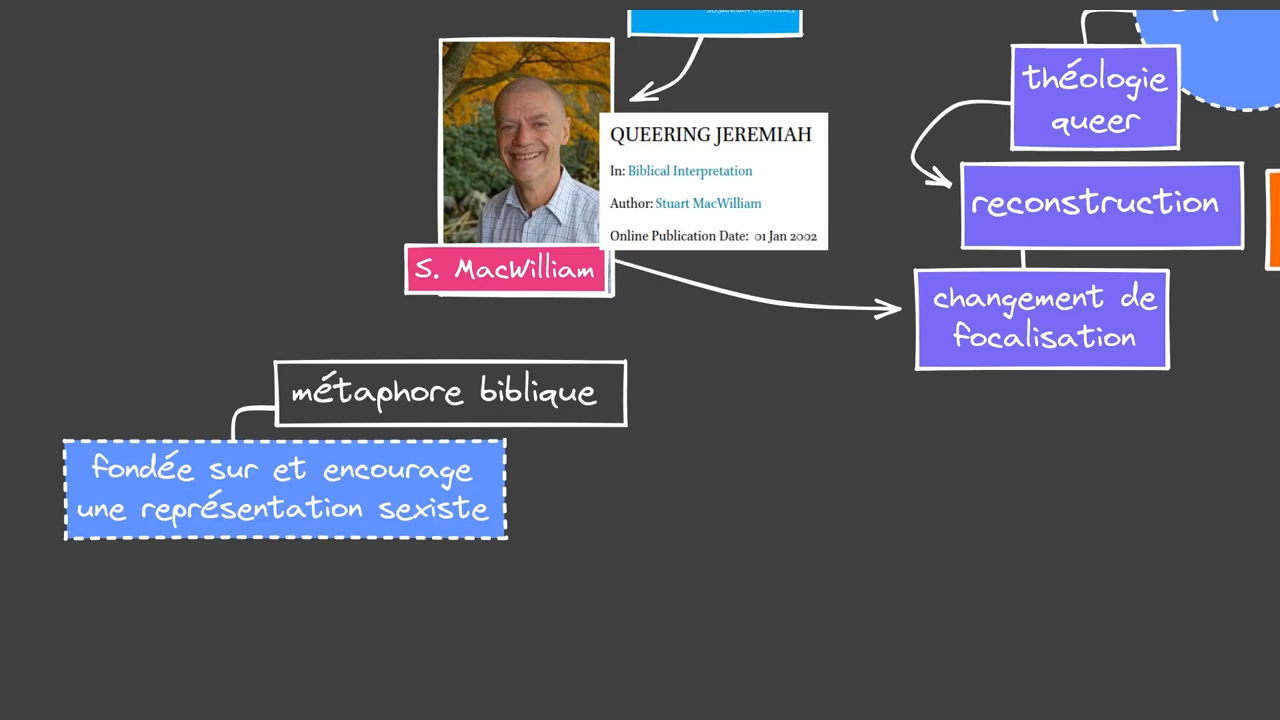 QUEERING JEREMIAH
In: Biblical Interpretation
Author: Stuart MacWilliam
Online Publication Date: 01 Jan 2002
S. MacWilliam
théologie
queer
reconstruction
changement de
focalisation
métaphore biblique
fondée sur et encourage
une représentation sexiste